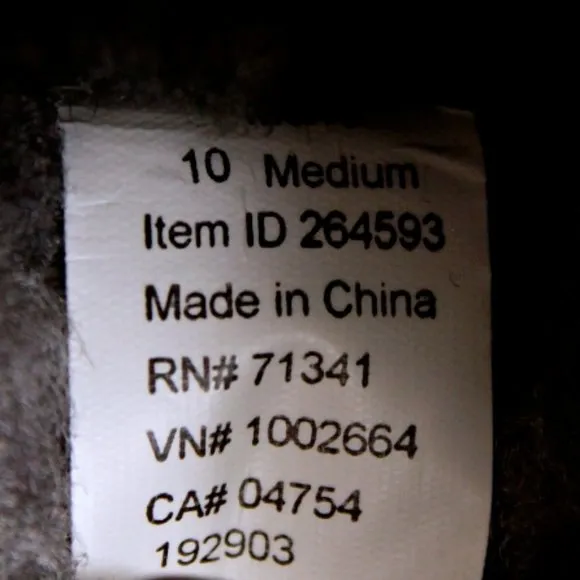 10 Medium
Item ID 264593
Made in China
RN# 71341
VN# 1002664
CA# 04754
192903